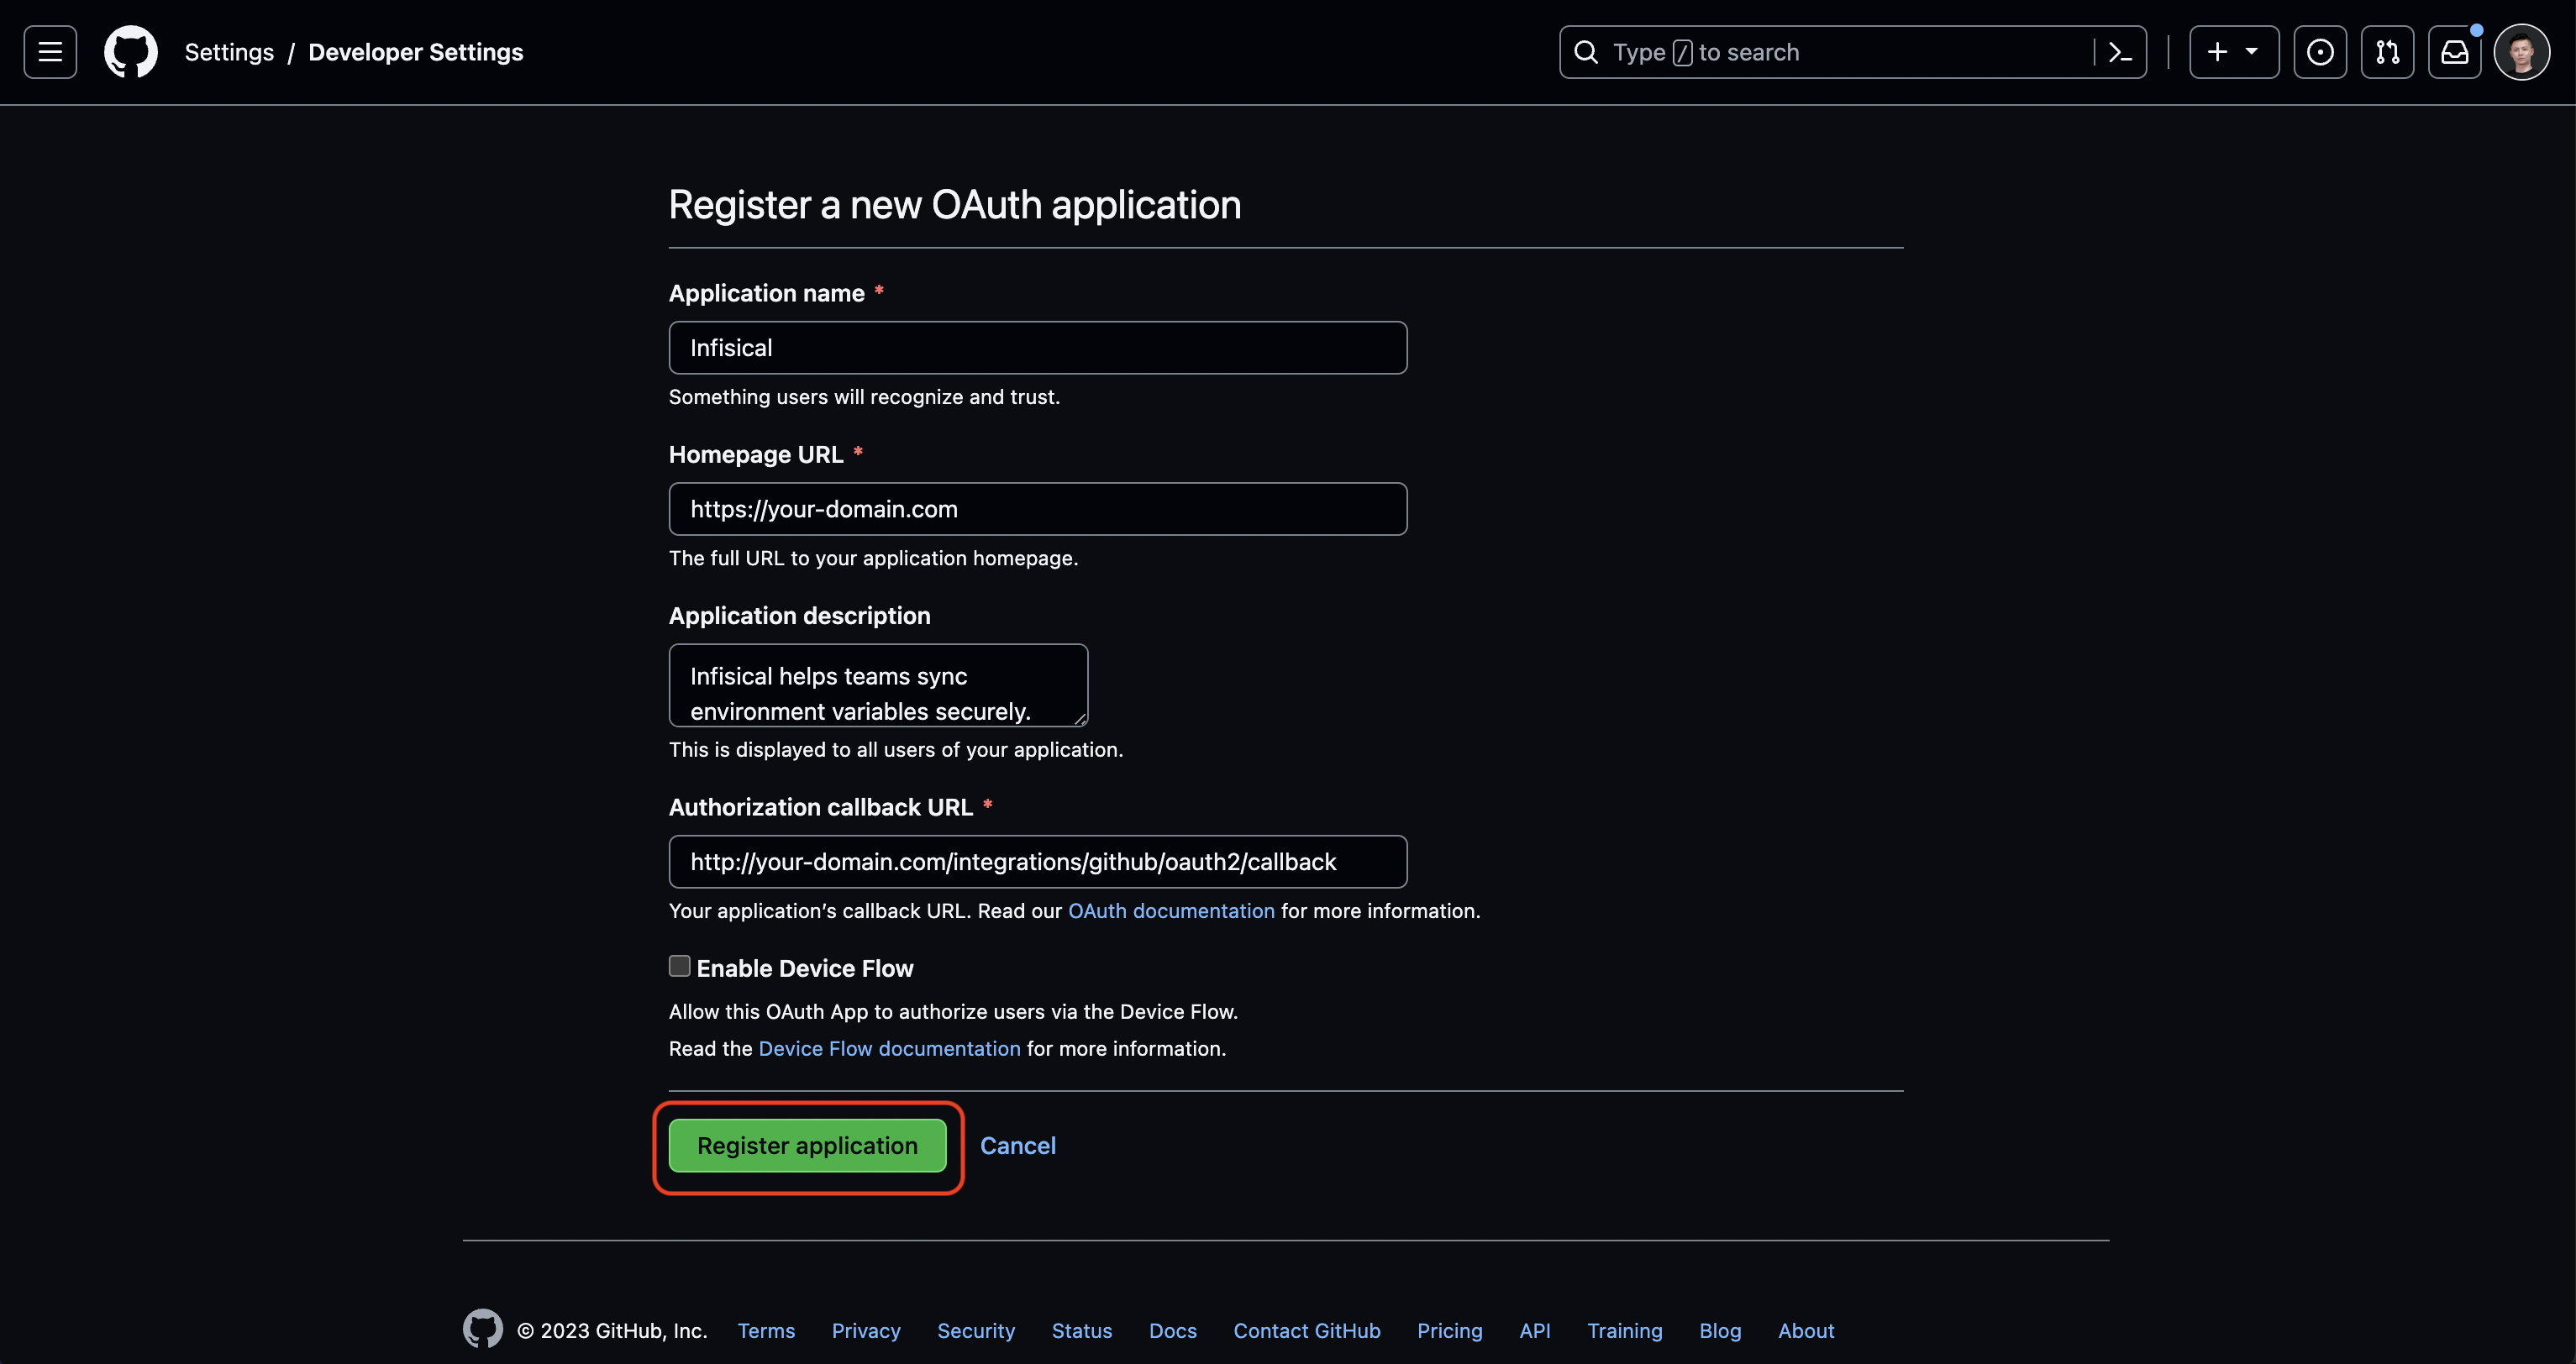 Settings / Developer Settings
Type / to search
Register a new OAuth application
Application name *
Infisical
Something users will recognize and trust.
Homepage URL *
https://your-domain.com
The full URL to your application homepage.
Application description
Infisical helps teams sync
environment variables securely.
This is displayed to all users of your application.
Authorization callback URL *
http://your-domain.com/integrations/github/oauth2/callback
Your application’s callback URL. Read our OAuth documentation for more information.
Enable Device Flow
Allow this OAuth App to authorize users via the Device Flow.
Read the Device Flow documentation for more information.
Register application Cancel
© 2023 GitHub, Inc. Terms Privacy Security Status Docs Contact GitHub Pricing API Training Blog About